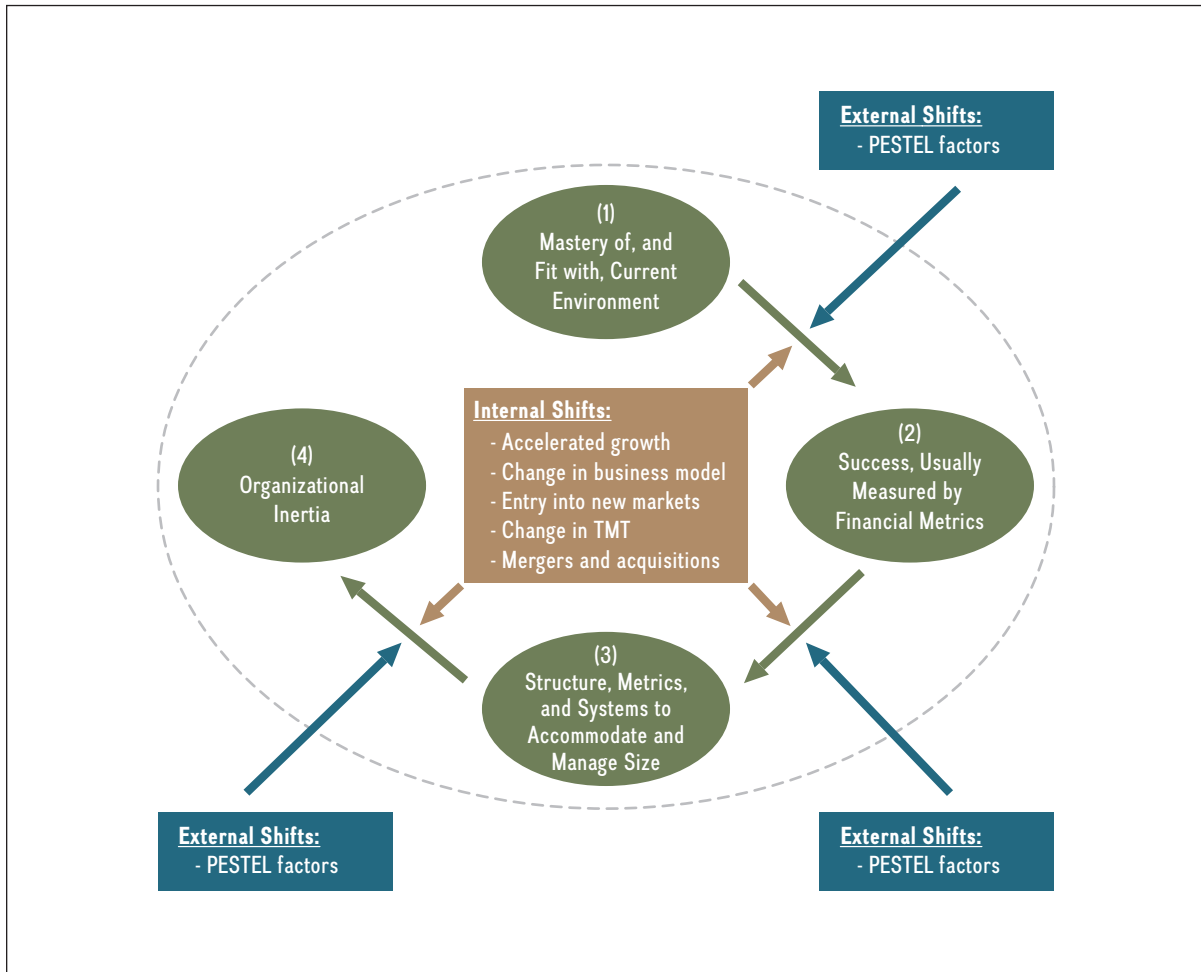 External Shifts:
- PESTEL factors
(1)
Mastery of, and
Fit with, Current
Environment
Internal Shifts:
- Accelerated growth
- Change in business model
- Entry into new markets
- Change in TMT
- Mergers and acquisitions
(4)
Organizational
Inertia
(2)
Success, Usually
Measured by
Financial Metrics
(3)
Structure, Metrics,
and Systems to
Accommodate and
Manage Size
External Shifts:
- PESTEL factors
External Shifts:
- PESTEL factors